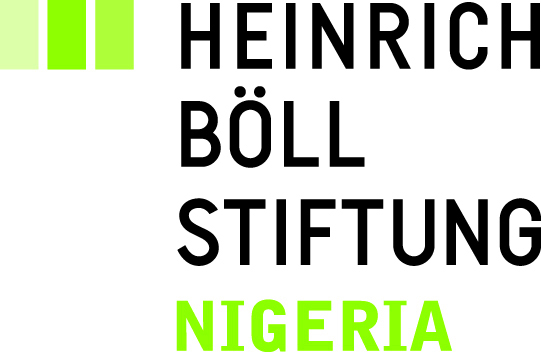 HEINRICH
BÖLL
STIFTUNG
NIGERIA